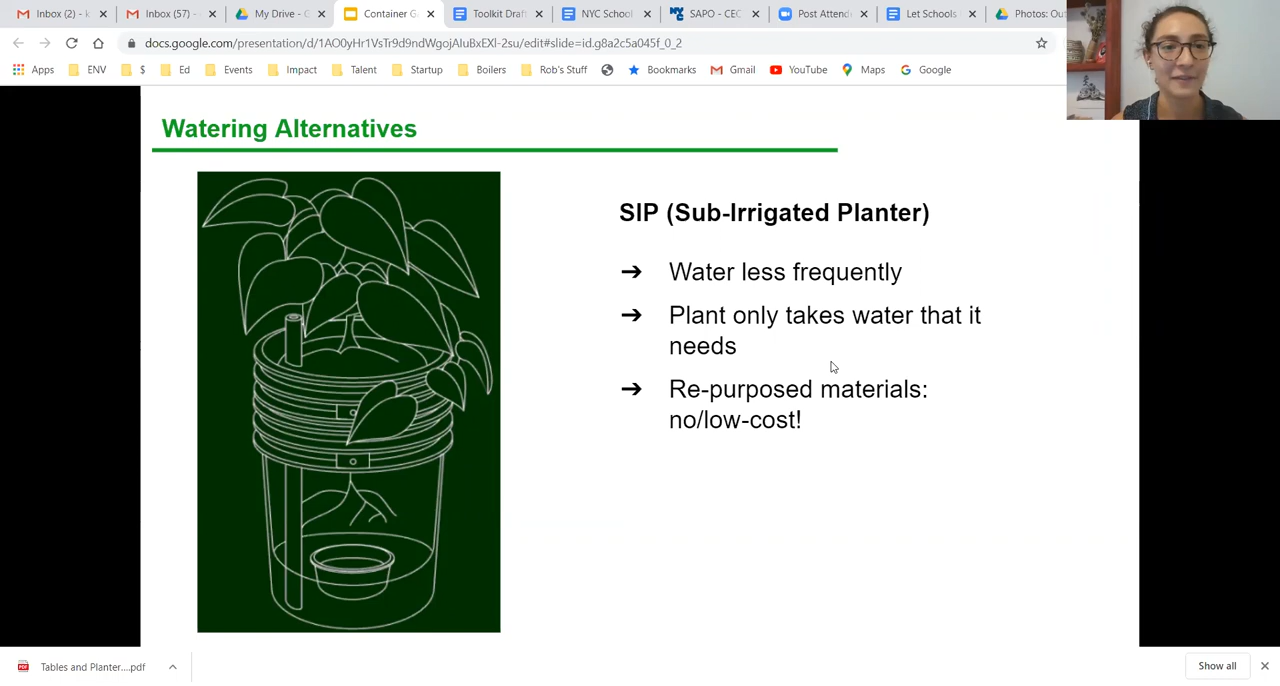 Inbox (2) - k
Inbox (57) -
My Drive - G
Container G
Toolkit Draf
NYC School
SAPO - CEC
Post Attend
Let Schools
Photos: Out
docs.google.com/presentation/d/1AO0yHr1VsTr9d9ndWgojAIuBxEXl-2su/edit#slide=id.g8a2c5a045f_0_2
Apps
ENV
$
Ed
Events
Impact
Talent
Startup
Boilers
Rob's Stuff
Bookmarks
Gmail
YouTube
Maps
Google
Watering Alternatives
SIP (Sub-Irrigated Planter)
➔ Water less frequently
➔ Plant only takes water that it
needs
➔ Re-purposed materials:
no/low-cost!
Tables and Planter....pdf
Show all